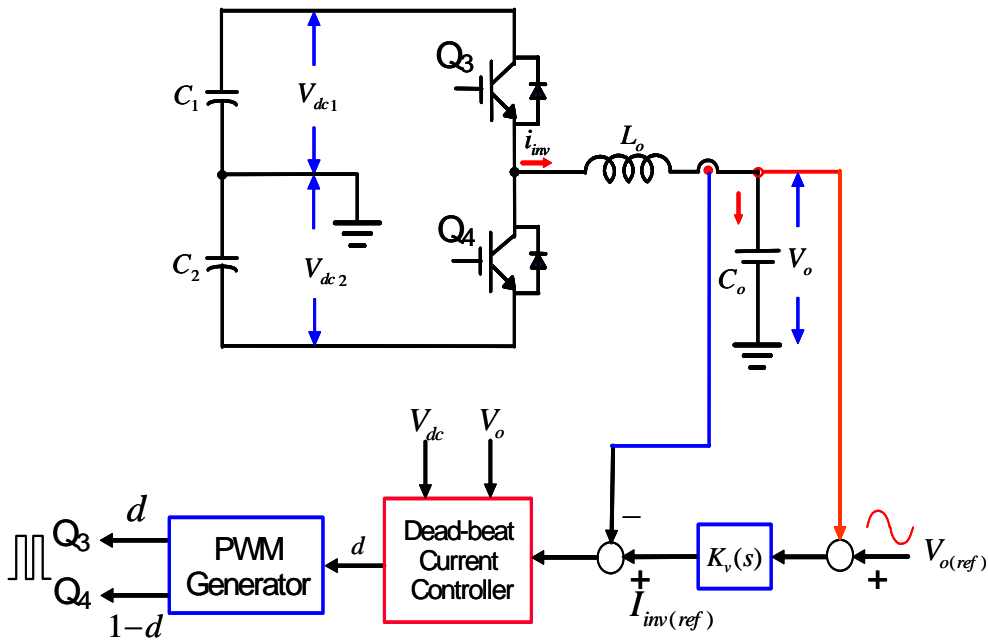 Q3
C1
Vdc1
iinv
Lo
Q4
C2
Vdc2
Co
Vo
Vdc
Vo
−
d
Q3
PWM
Generator
d
Dead-beat
Current
Controller
Kv(s)
Vo(ref)
+
+
Iinv(ref)
Q4
1−d